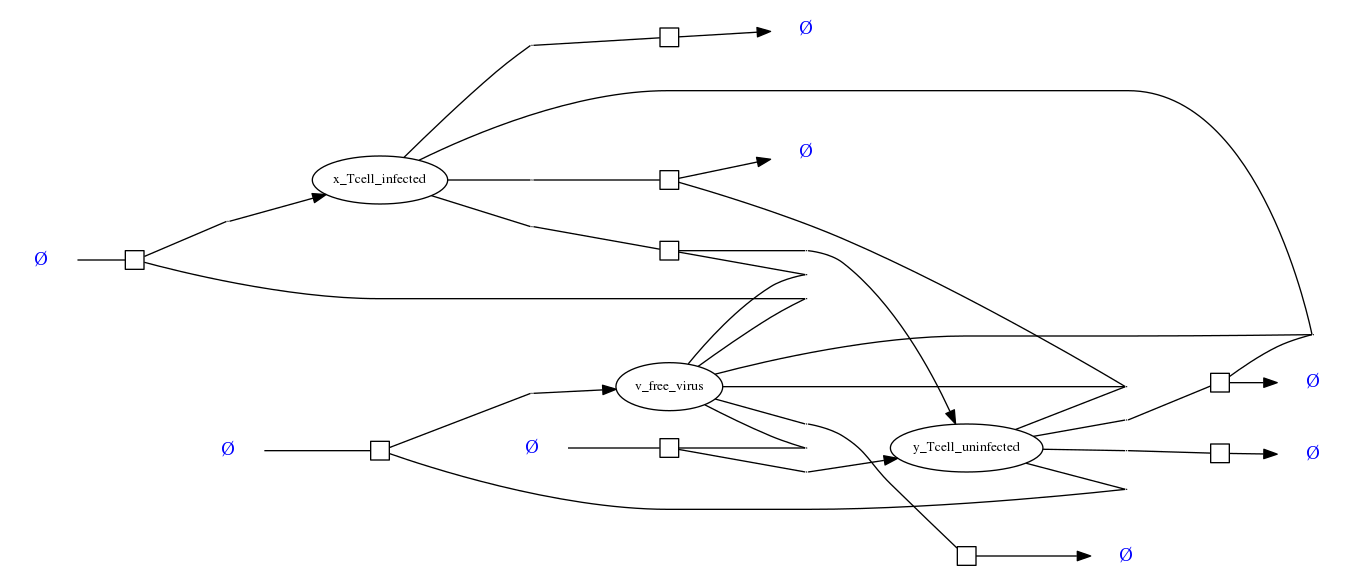 Ø
Ø
x_Tcell_infected
Ø
v_free_virus
Ø
Ø
Ø
y_Tcell_uninfected
Ø
Ø